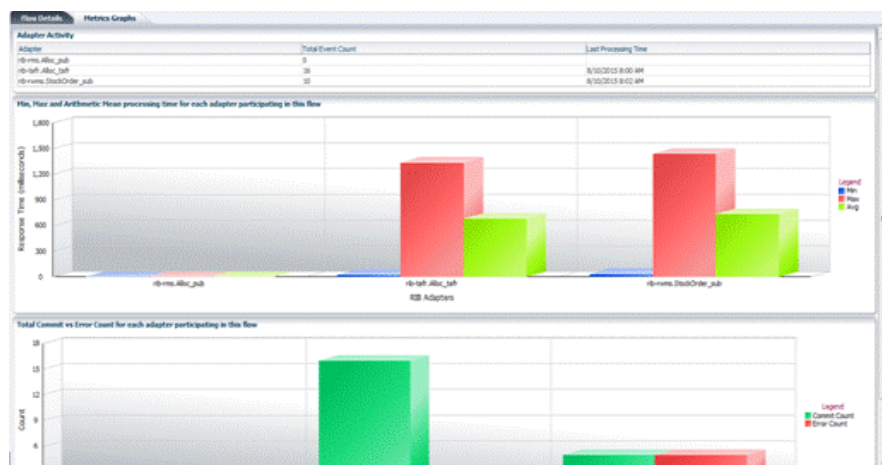 Flow Details Metrics Graphs
Adapter Activity
Adapter Total Event Count Last Processing Time
rib-rms.Alloc_pub 0
rib-tafr.Alloc_tafr 16 8/10/2015 8:00 AM
rib-rwms.StockOrder_sub 10 8/10/2015 8:02 AM
Min, Max and Arithmetic Mean processing time for each adapter participating in this flow
1,800
1,500
1,200
900
600
300
0
Response Time (milliseconds)
Legend
Min
Max
Avg
rib-rms.Alloc_pub rib-tafr.Alloc_tafr rib-rwms.StockOrder_sub
RIB Adapters
Total Commit vs Error Count for each adapter participating in this flow
18
15
12
9
6
Count
Legend
Commit Count
Error Count